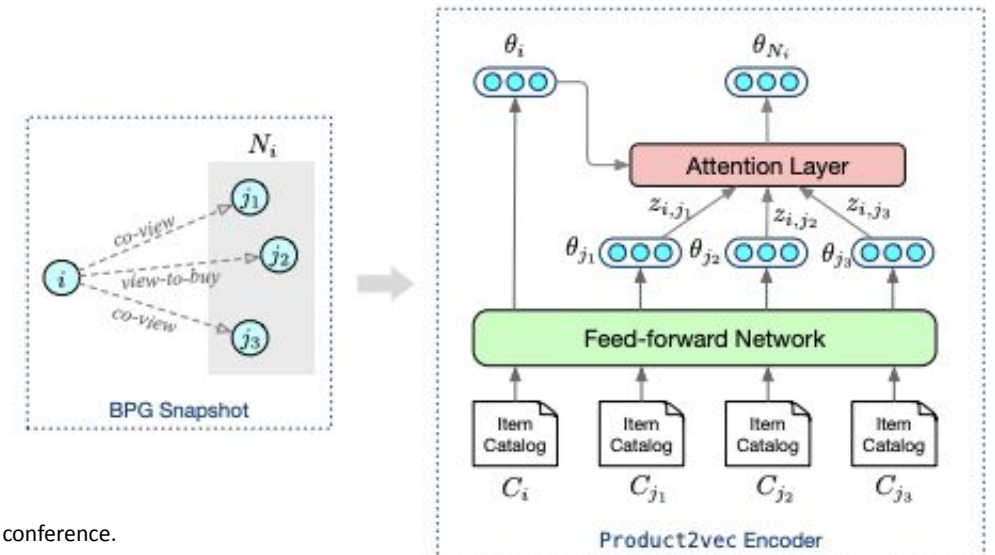 N_i
i
j_1
j_2
j_3
co-view
view-to-buy
co-view
BPG Snapshot
θ_i
θ_{N_i}
Attention Layer
z_{i,j_1}
z_{i,j_2}
z_{i,j_3}
θ_{j_1}
θ_{j_2}
θ_{j_3}
Feed-forward Network
Item
Catalog
Item
Catalog
Item
Catalog
Item
Catalog
C_i
C_{j_1}
C_{j_2}
C_{j_3}
Product2vec Encoder
conference.